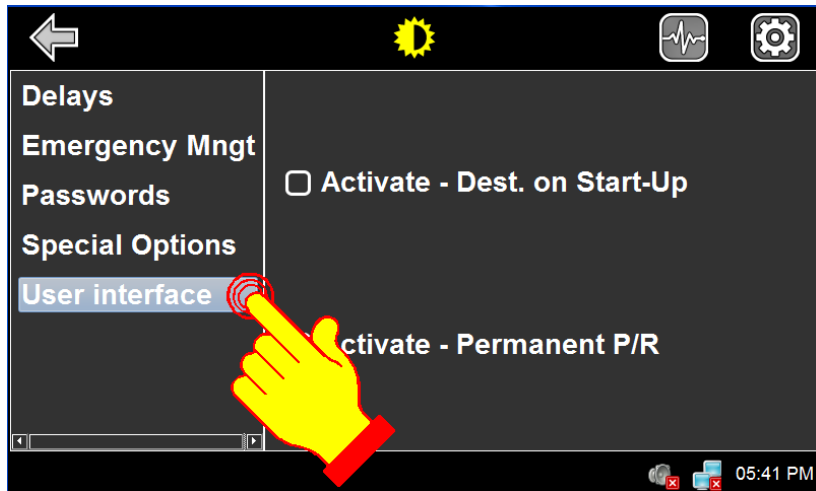 Delays
Emergency Mngt
Passwords
Special Options
User interface
Activate - Dest. on Start-Up
ctivate - Permanent P/R
05:41 PM